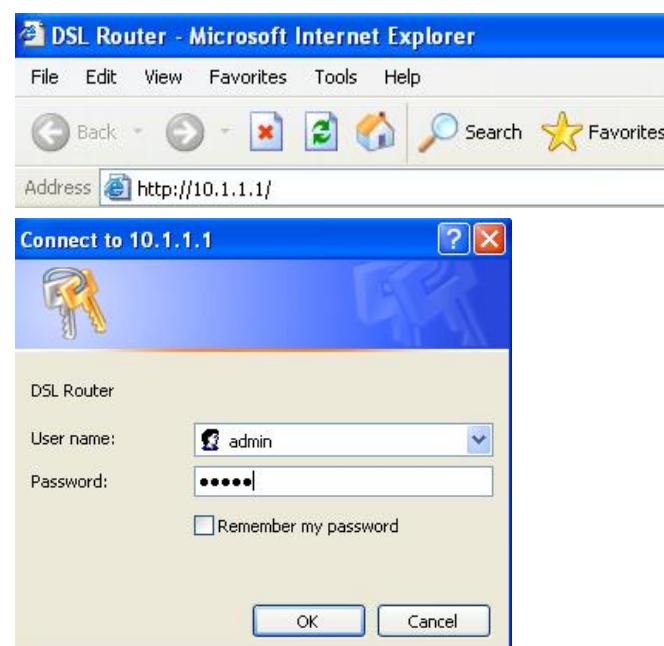 DSL Router - Microsoft Internet Explorer
File Edit View Favorites Tools Help
Back Search Favorites
Address http://10.1.1.1/
Connect to 10.1.1.1
DSL Router
User name: admin
Password: •••••
Remember my password
OK Cancel